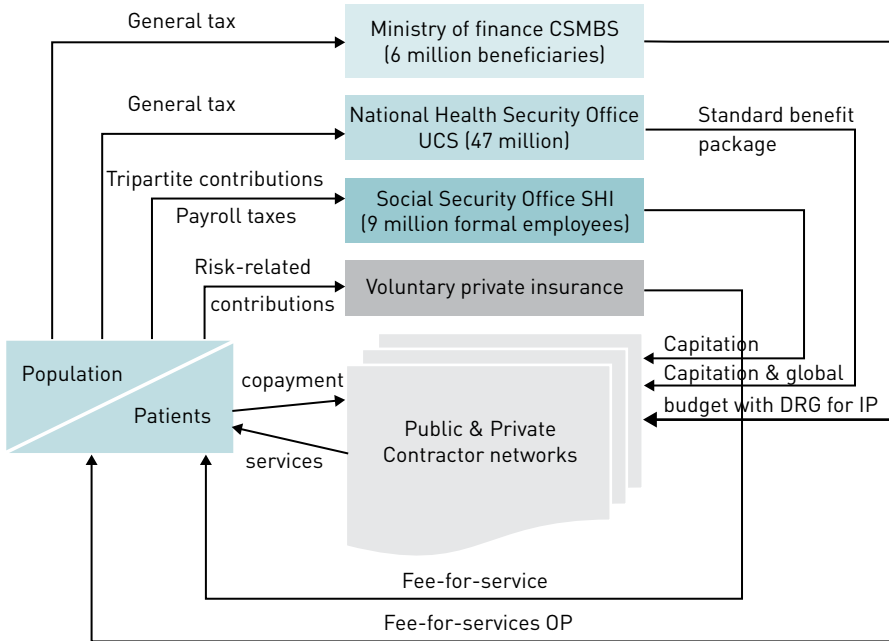 General tax
Ministry of finance CSMBS
(6 million beneficiaries)
General tax
National Health Security Office
UCS (47 million)
Standard benefit
package
Tripartite contributions
Payroll taxes
Social Security Office SHI
(9 million formal employees)
Risk-related
contributions
Voluntary private insurance
Population
Patients
copayment
services
Public & Private
Contractor networks
Capitation
Capitation & global
budget with DRG for IP
Fee-for-service
Fee-for-services OP